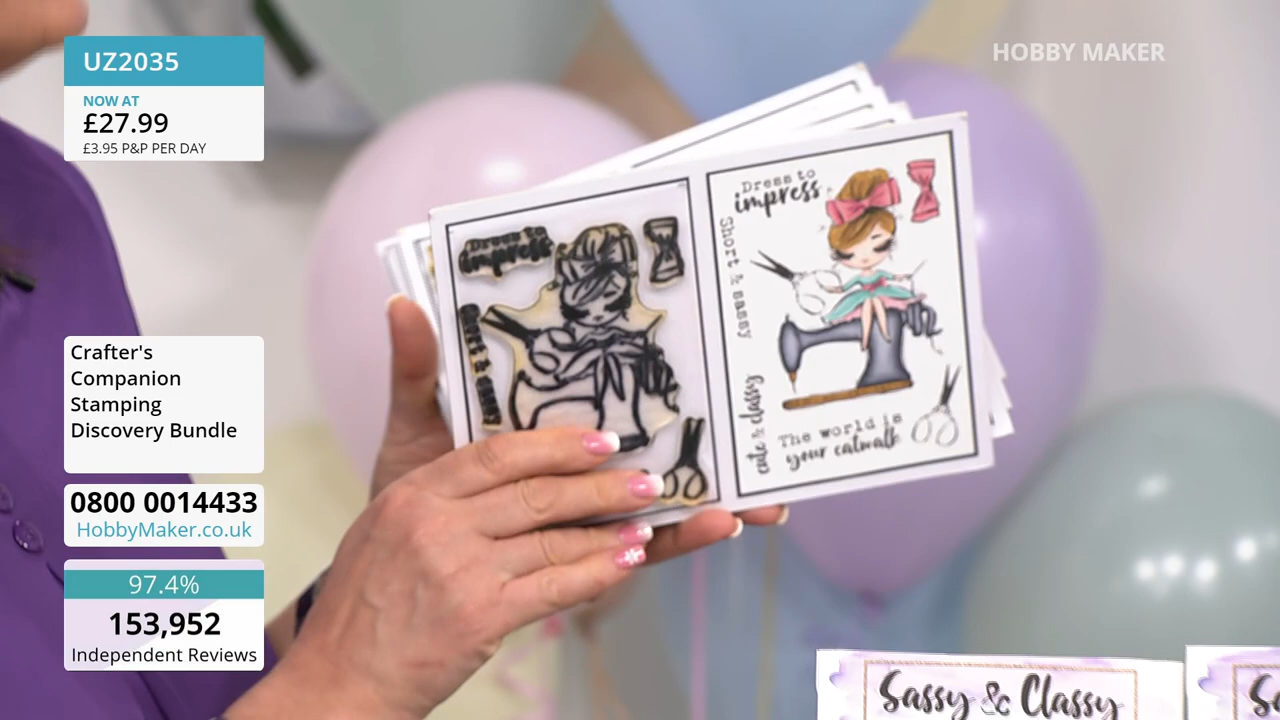 UZ2035
NOW AT
£27.99
£3.95 P&P PER DAY
HOBBY MAKER
Crafter's
Companion
Stamping
Discovery Bundle
0800 0014433
HobbyMaker.co.uk
97.4%
153,952
Independent Reviews
Dress to
impress
Dress to
impress
Short & sassy
cute & classy
The world is
your catwalk
Sassy & Classy